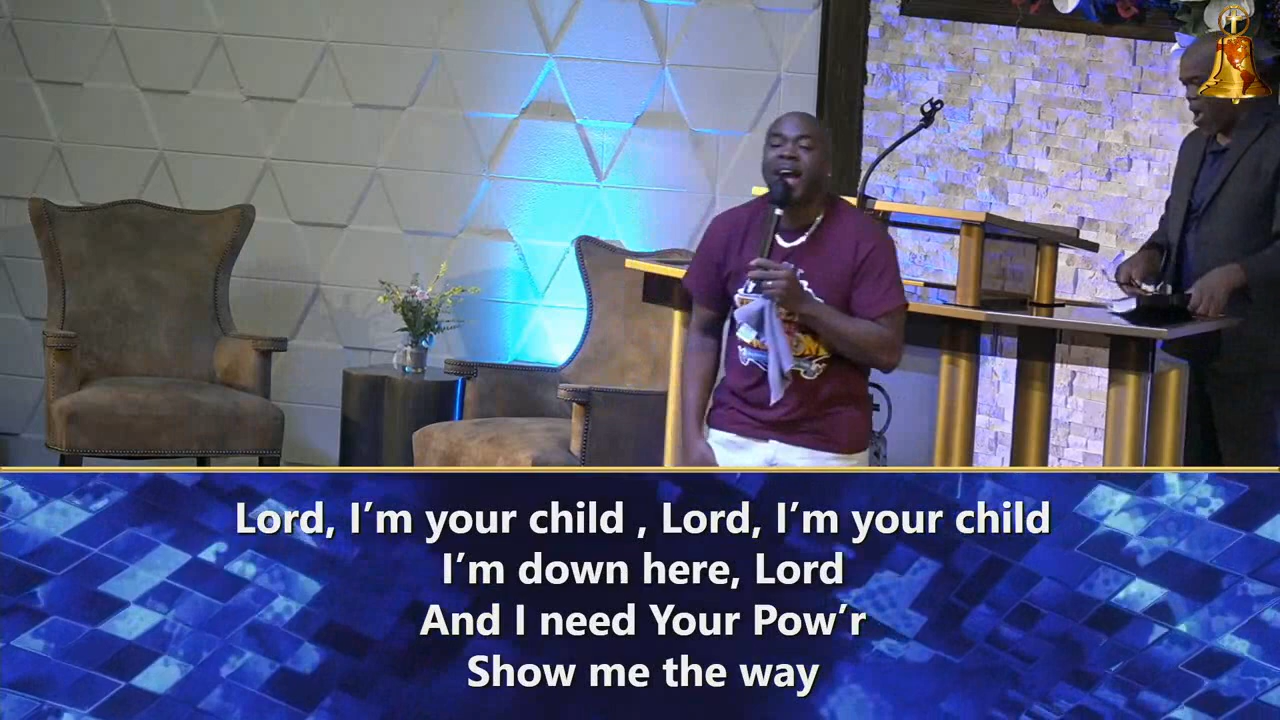 Lord, I’m your child , Lord, I’m your child
I’m down here, Lord
And I need Your Pow’r
Show me the way